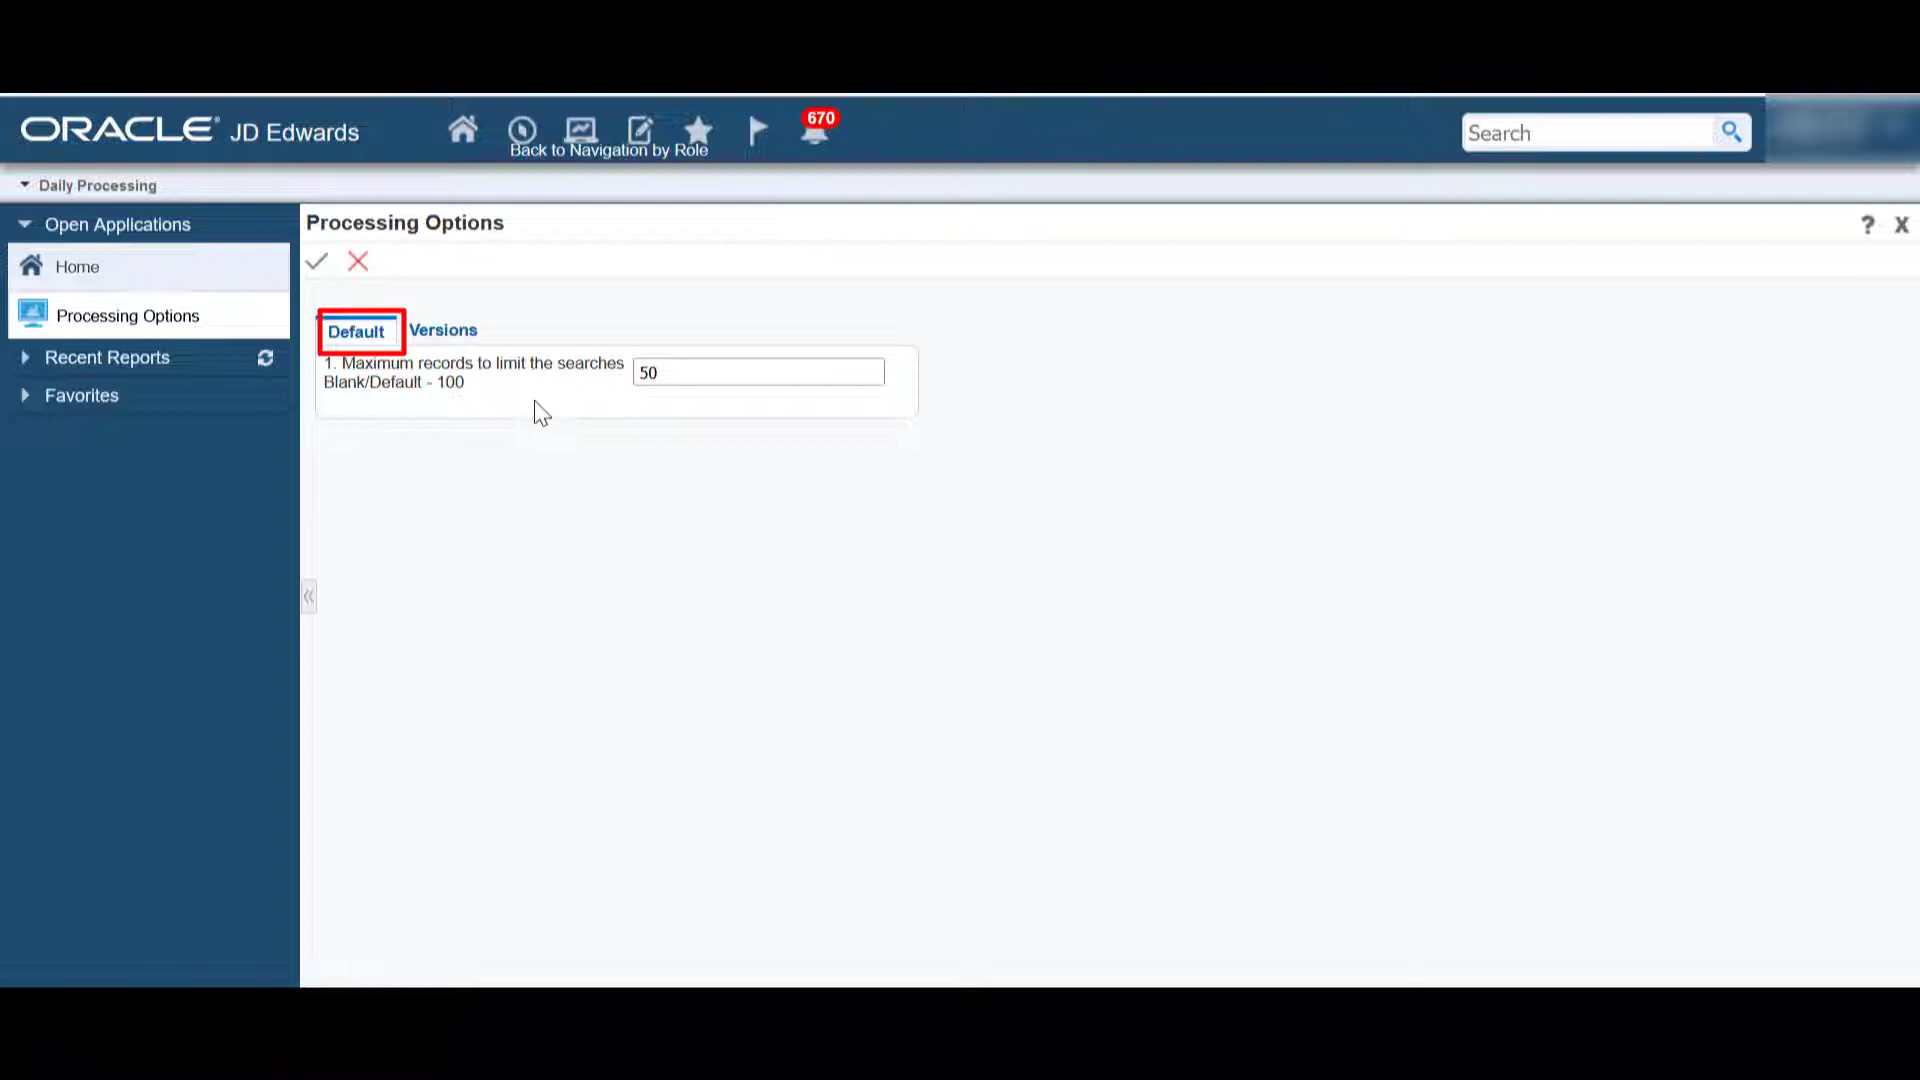 ORACLE JD Edwards
670
Back to Navigation by Role
Search
Daily Processing
Open Applications
Home
Processing Options
Recent Reports
Favorites
Processing Options
? X
Default Versions
1. Maximum records to limit the searches
Blank/Default - 100
50